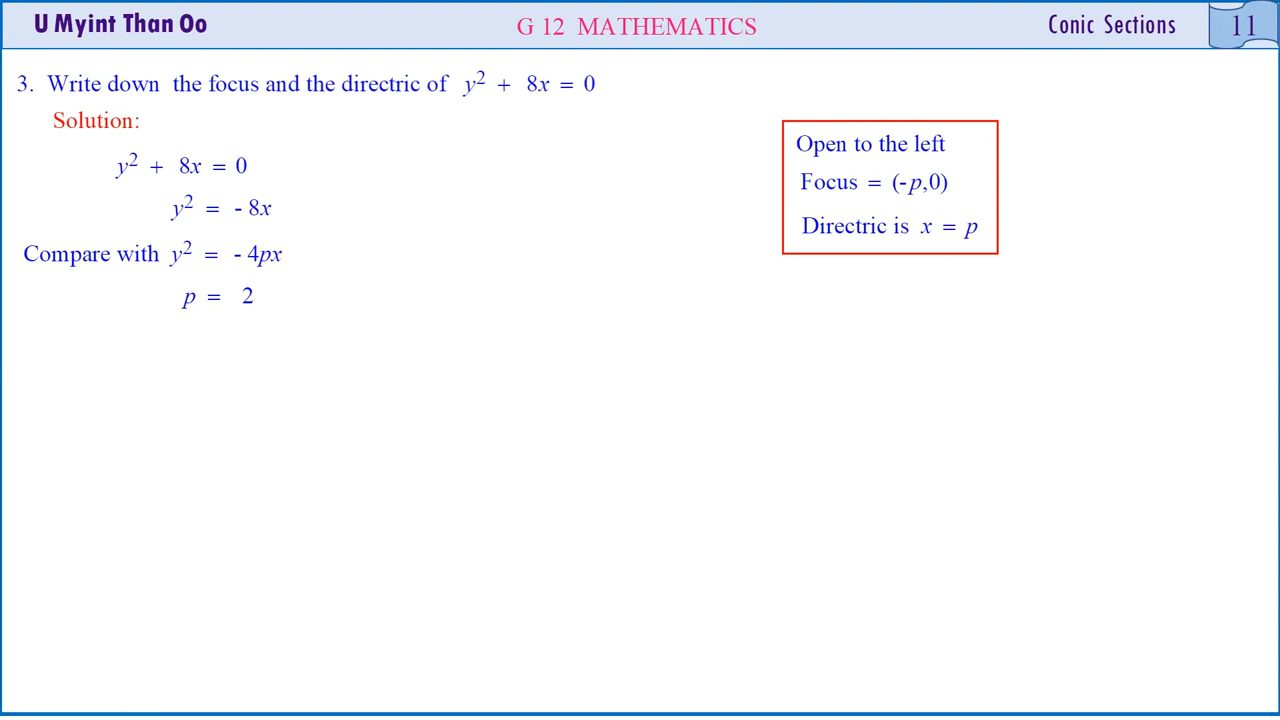 U Myint Than Oo
G 12 MATHEMATICS
Conic Sections
11
3. Write down the focus and the directric of y² + 8x = 0
Solution:
y² + 8x = 0
y² = - 8x
Compare with y² = - 4px
p = 2
Open to the left
Focus = (-p,0)
Directric is x = p